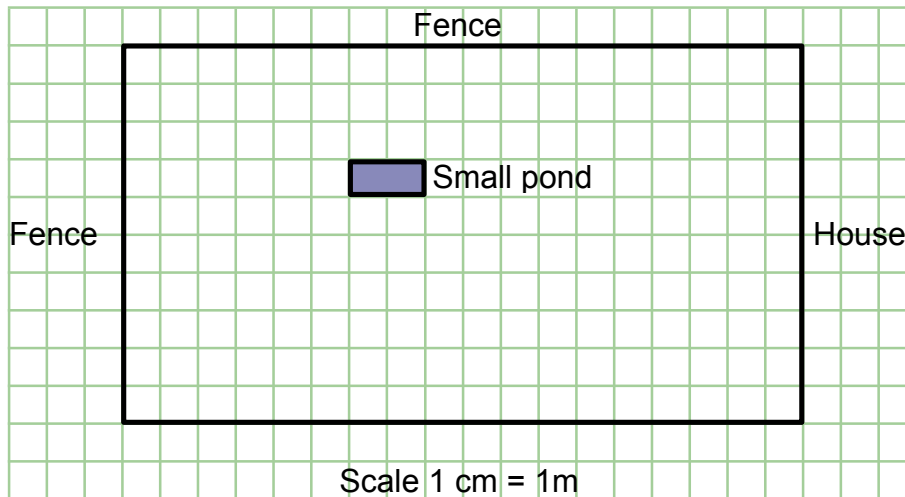 Fence
Small pond
Fence
House
Scale 1 cm = 1m